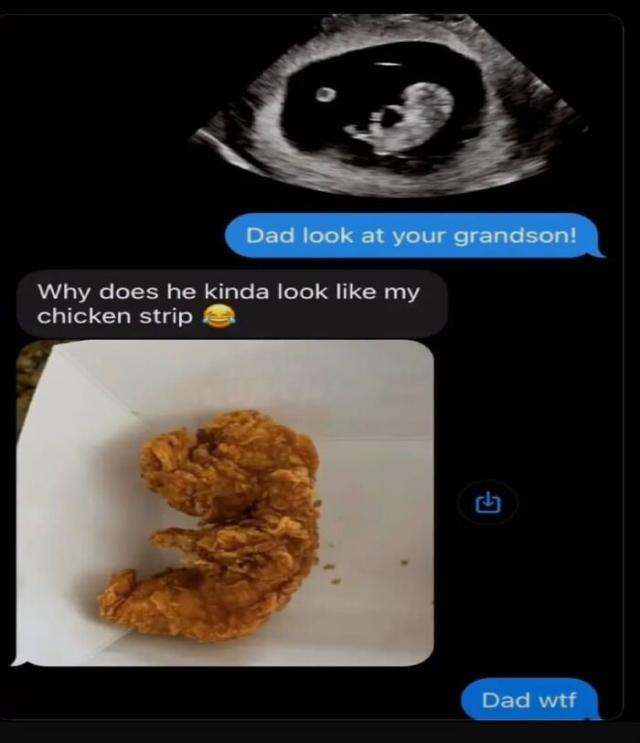 Dad look at your grandson!
Why does he kinda look like my
chicken strip 😂
Dad wtf